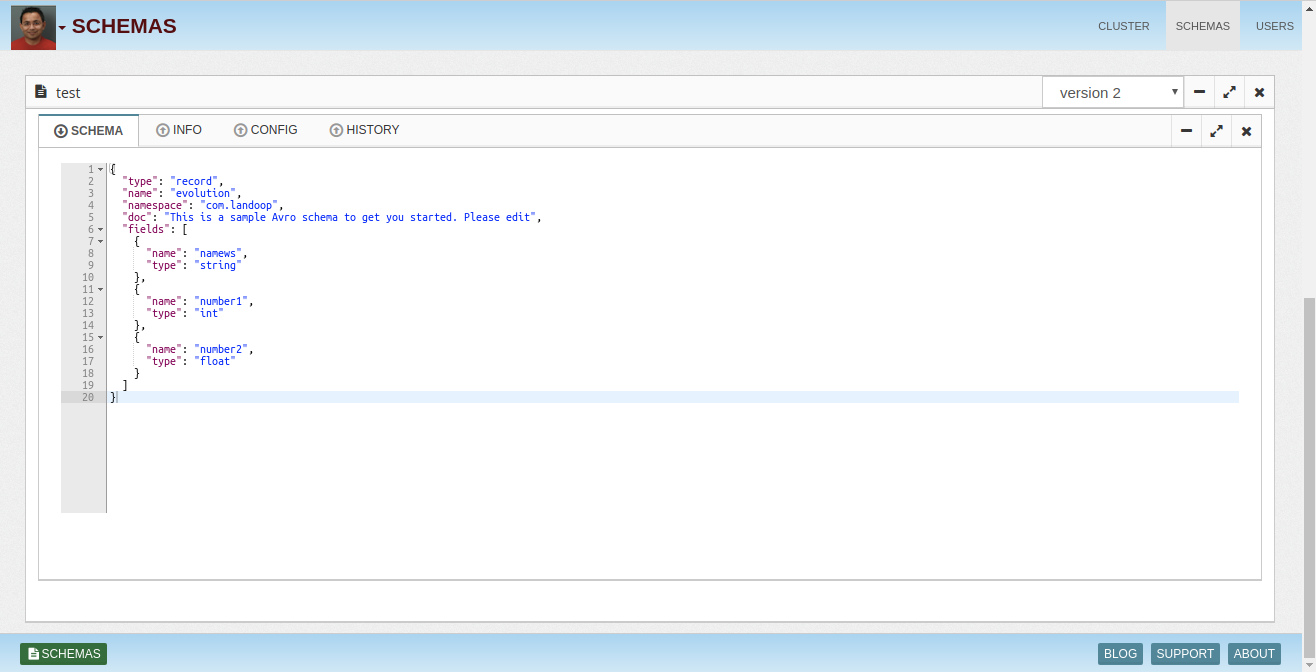 SCHEMAS
CLUSTER SCHEMAS USERS
test
version 2
SCHEMA INFO CONFIG HISTORY
1 {
2 "type": "record",
3 "name": "evolution",
4 "namespace": "com.landoop",
5 "doc": "This is a sample Avro schema to get you started. Please edit",
6 "fields": [
7 {
8 "name": "namews",
9 "type": "string"
10 },
11 {
12 "name": "number1",
13 "type": "int"
14 },
15 {
16 "name": "number2",
17 "type": "float"
18 }
19 ]
20 }
SCHEMAS
BLOG SUPPORT ABOUT